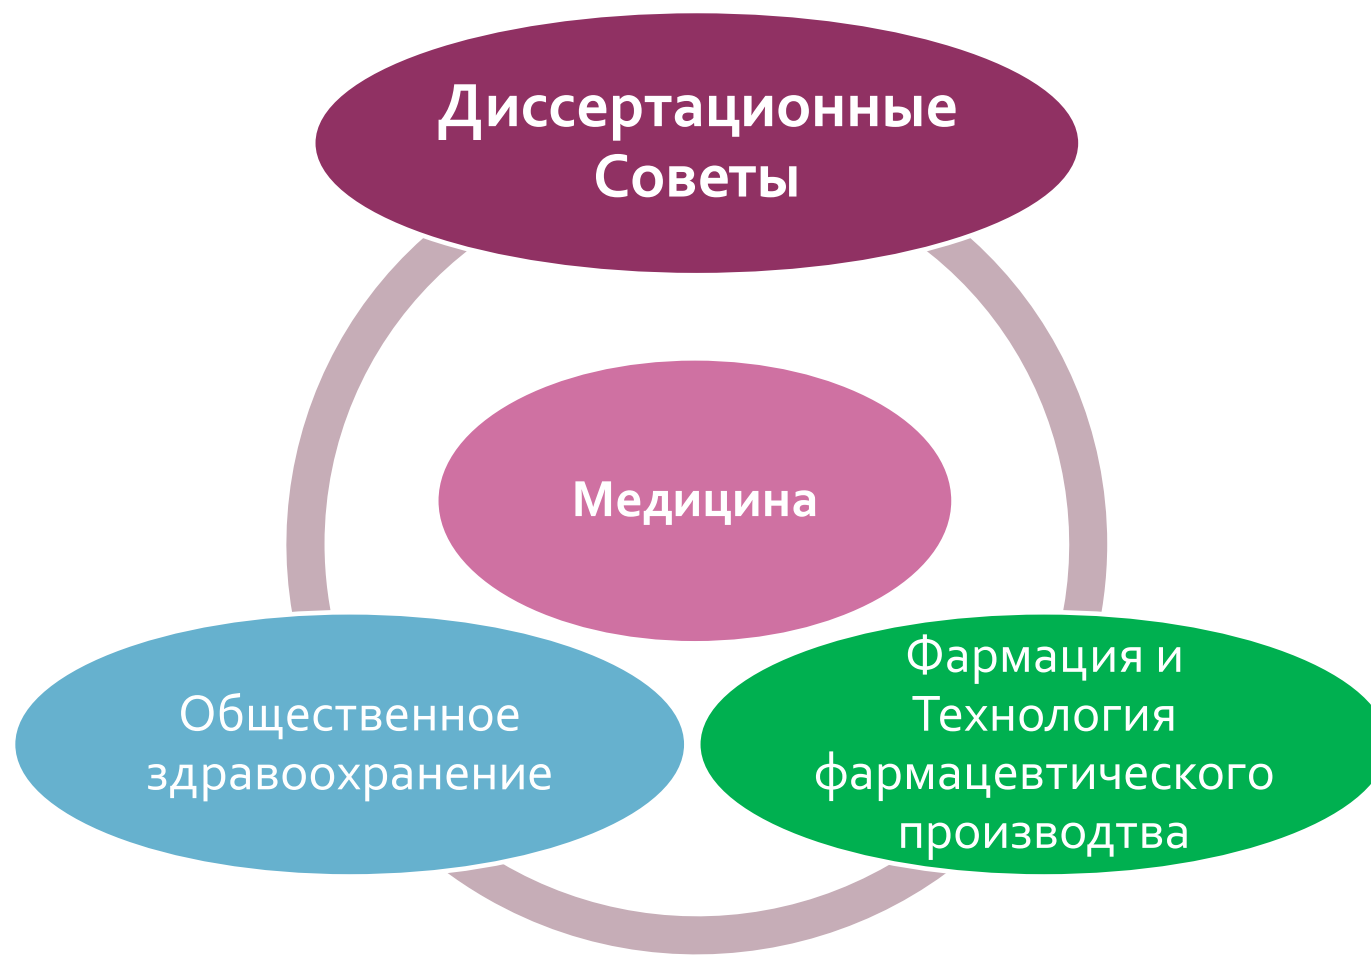 Диссертационные
Советы
Медицина
Общественное
здравоохранение
Фармация и
Технология
фармацевтического
производтва